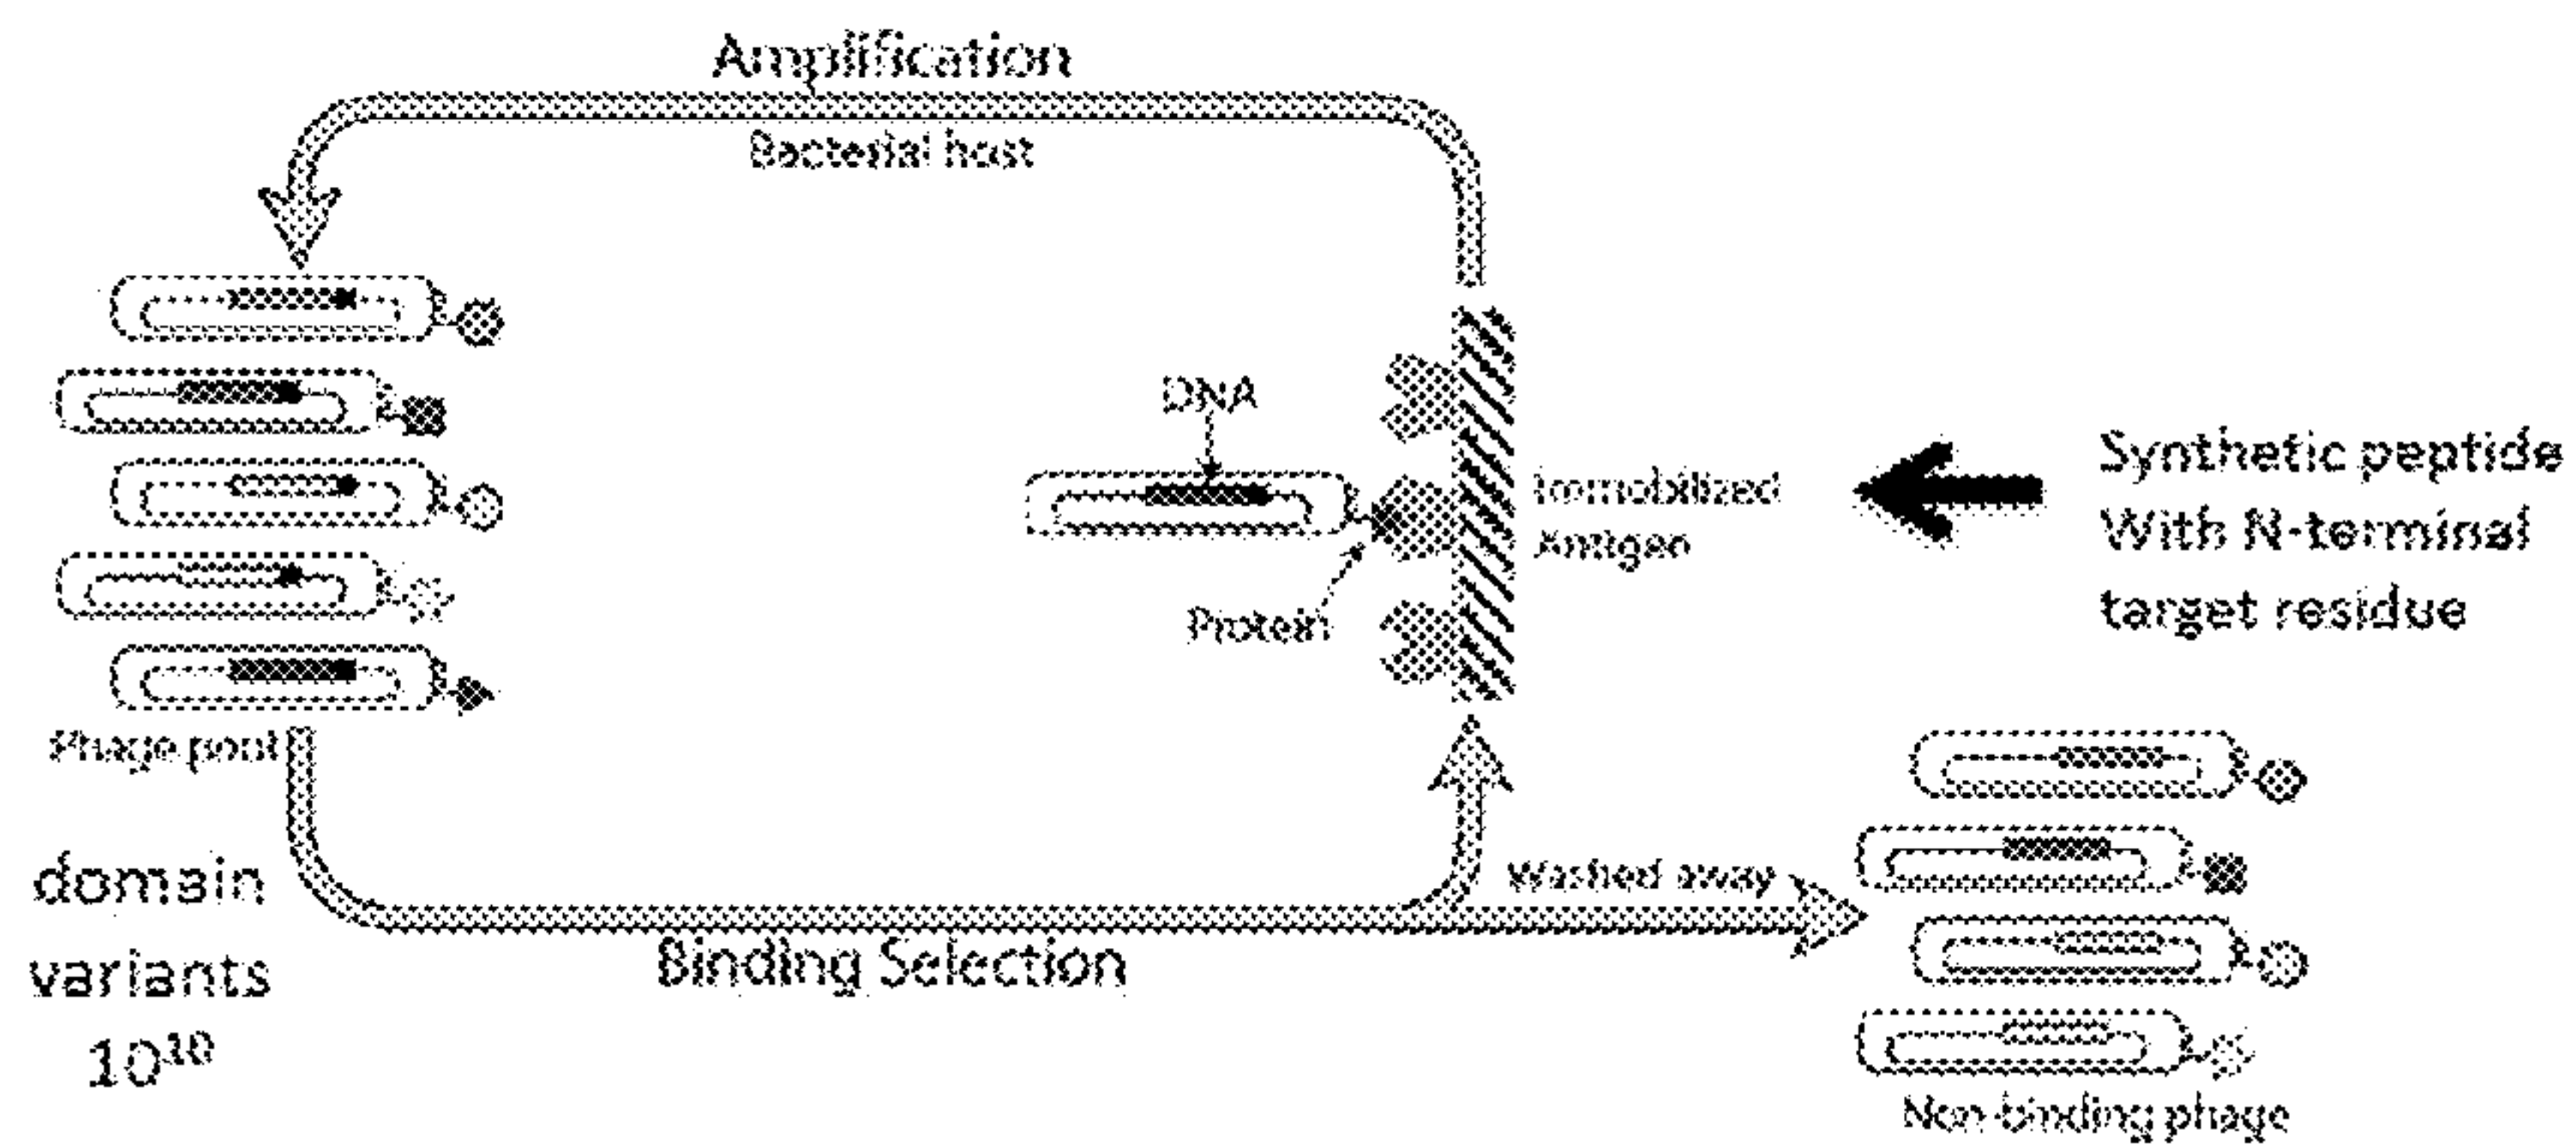 Amplification
Bacterial host
DNA
Immobilized
Antigen
Protein
Synthetic peptide
With N-terminal
target residue
Phage pool
domain
variants
10¹⁰
Binding Selection
Washed away
Non-binding phage